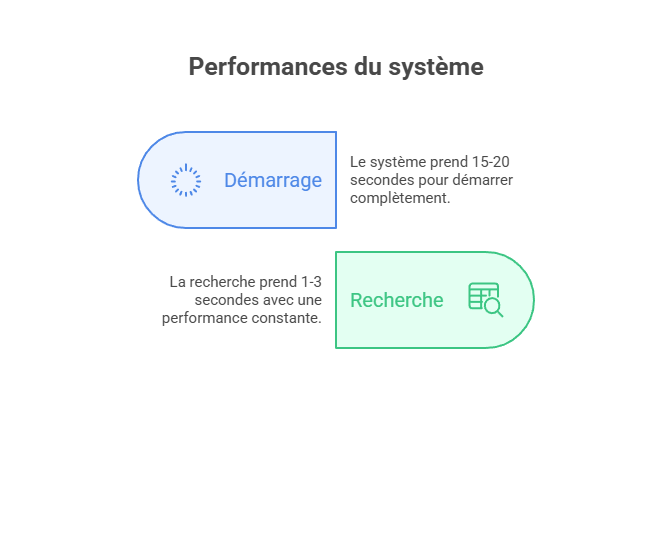 Performances du système
Démarrage
Le système prend 15-20
secondes pour démarrer
complètement.
La recherche prend 1-3
secondes avec une
performance constante.
Recherche